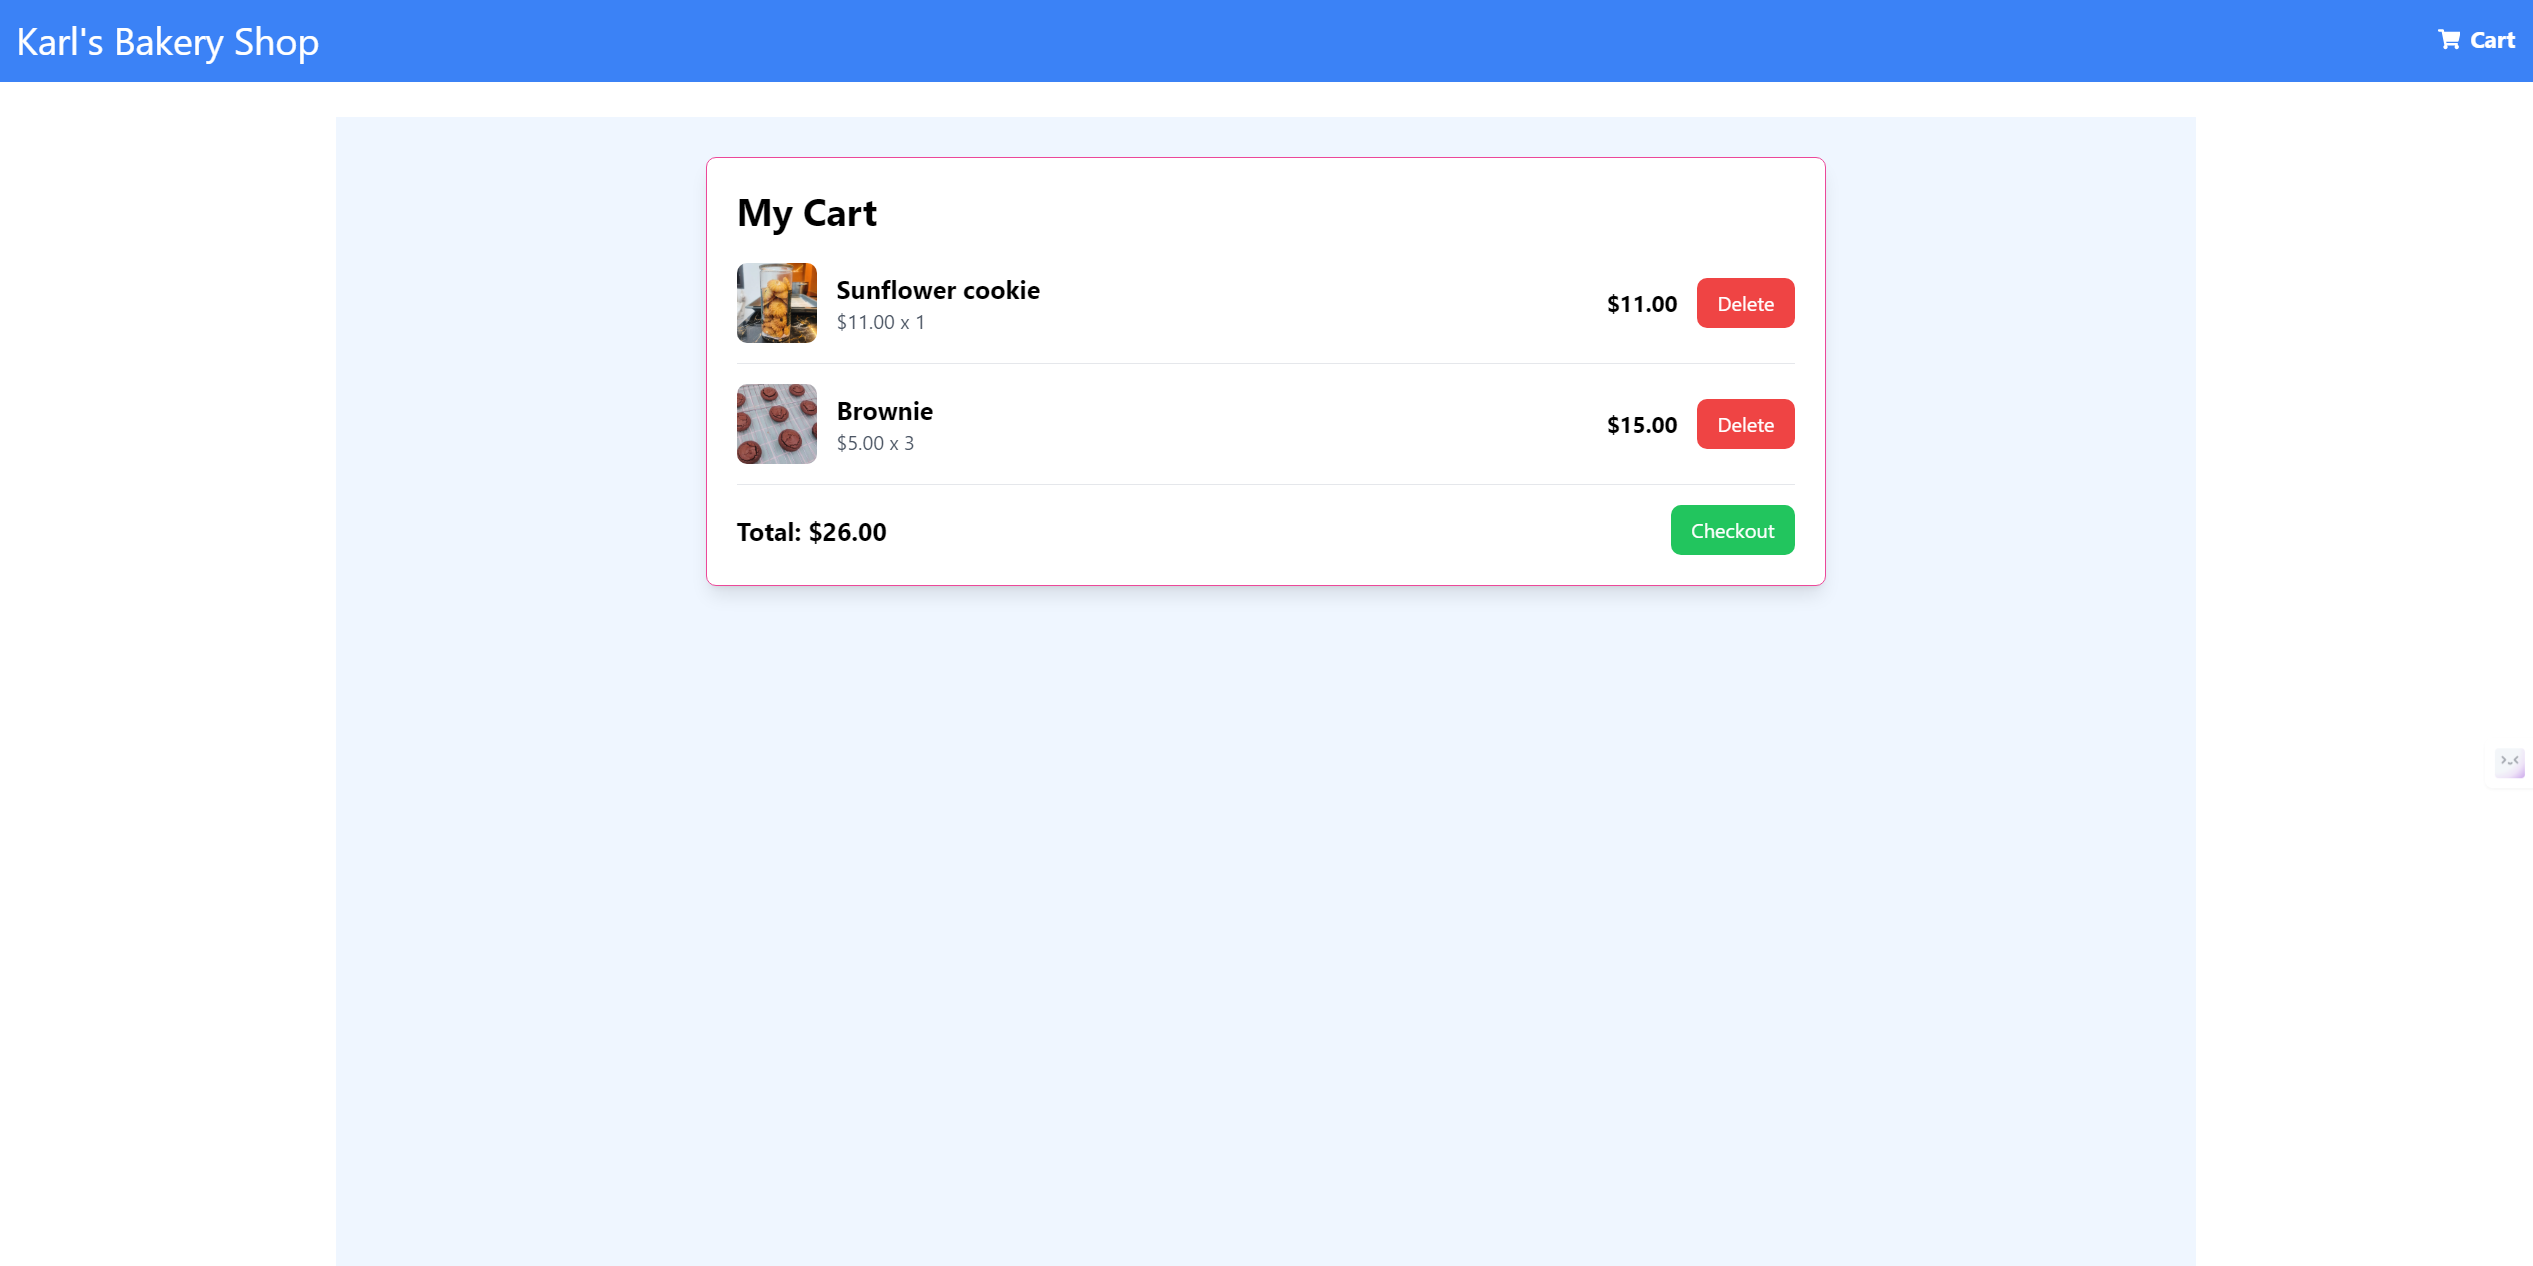 Karl's Bakery Shop
Cart
My Cart
Sunflower cookie
$11.00 x 1
$11.00
Delete
Brownie
$5.00 x 3
$15.00
Delete
Total: $26.00
Checkout